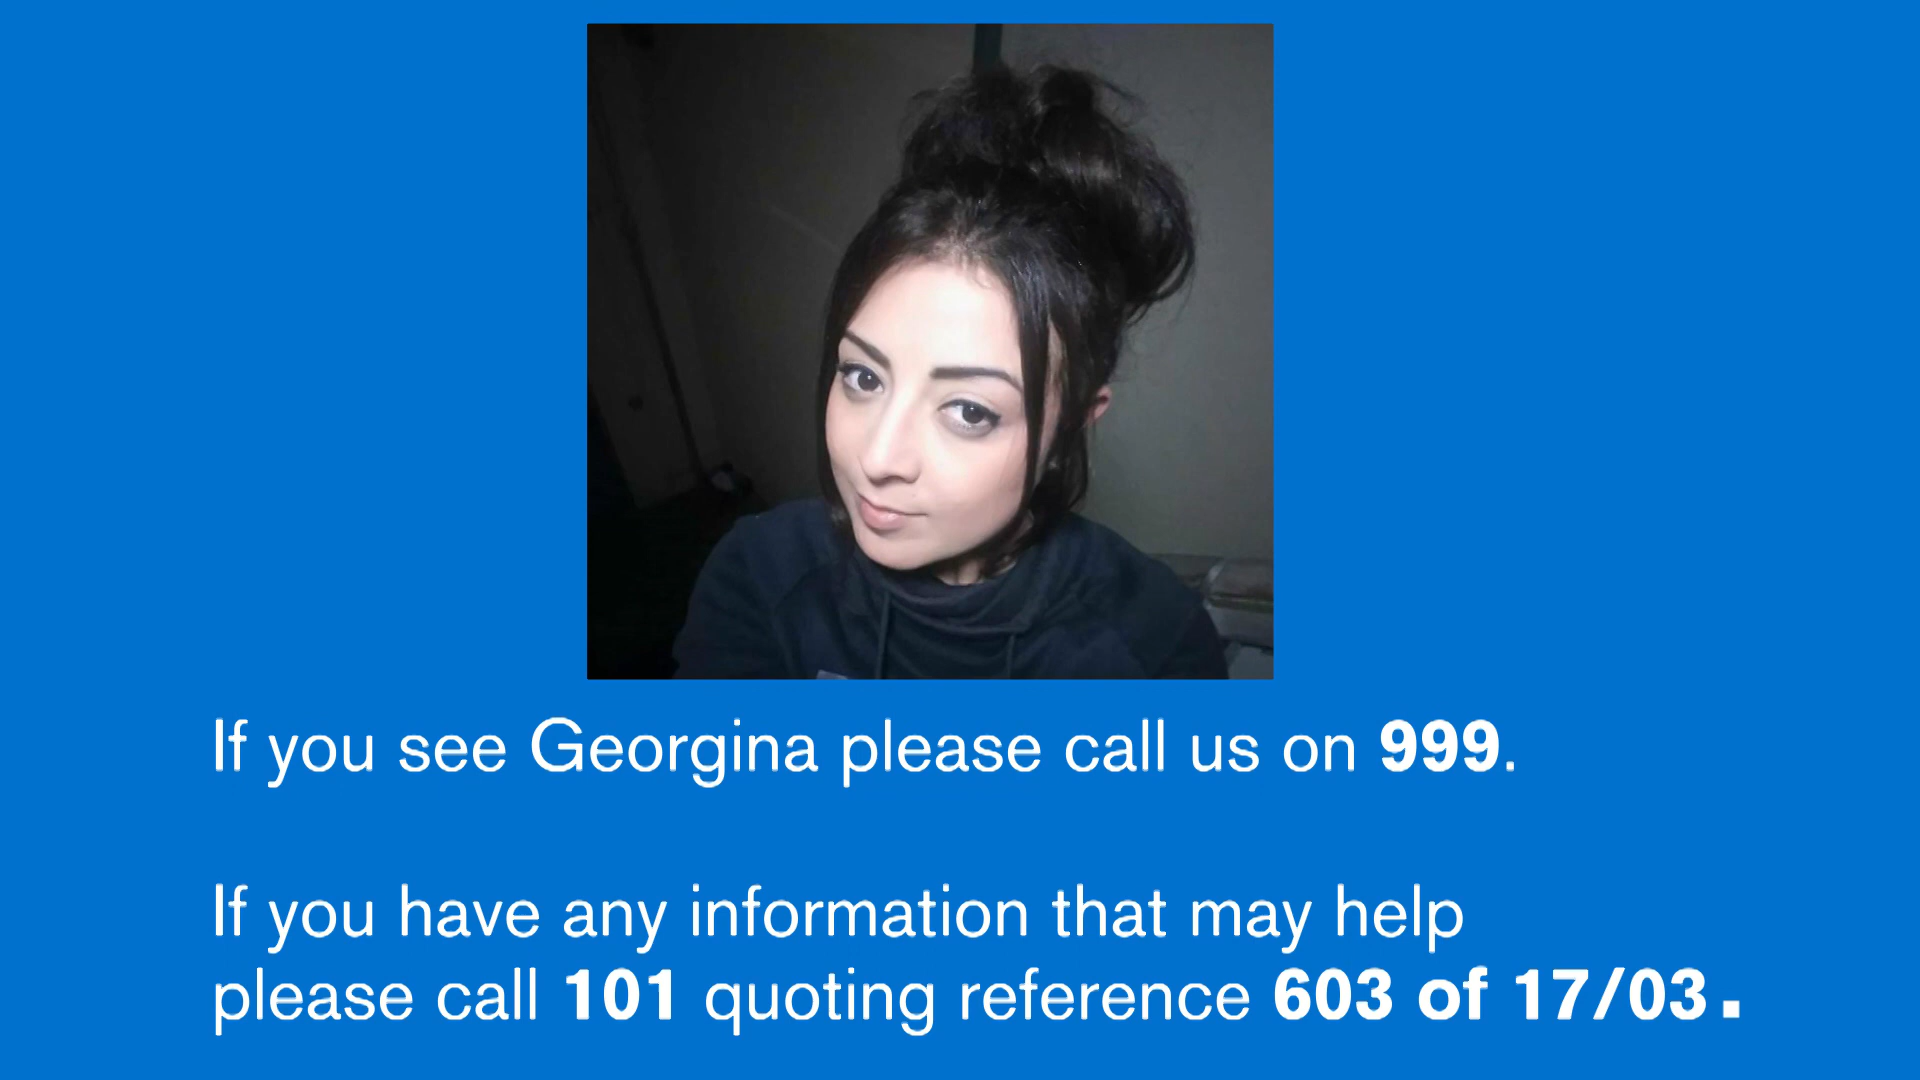 If you see Georgina please call us on 999.
If you have any information that may help
please call 101 quoting reference 603 of 17/03.